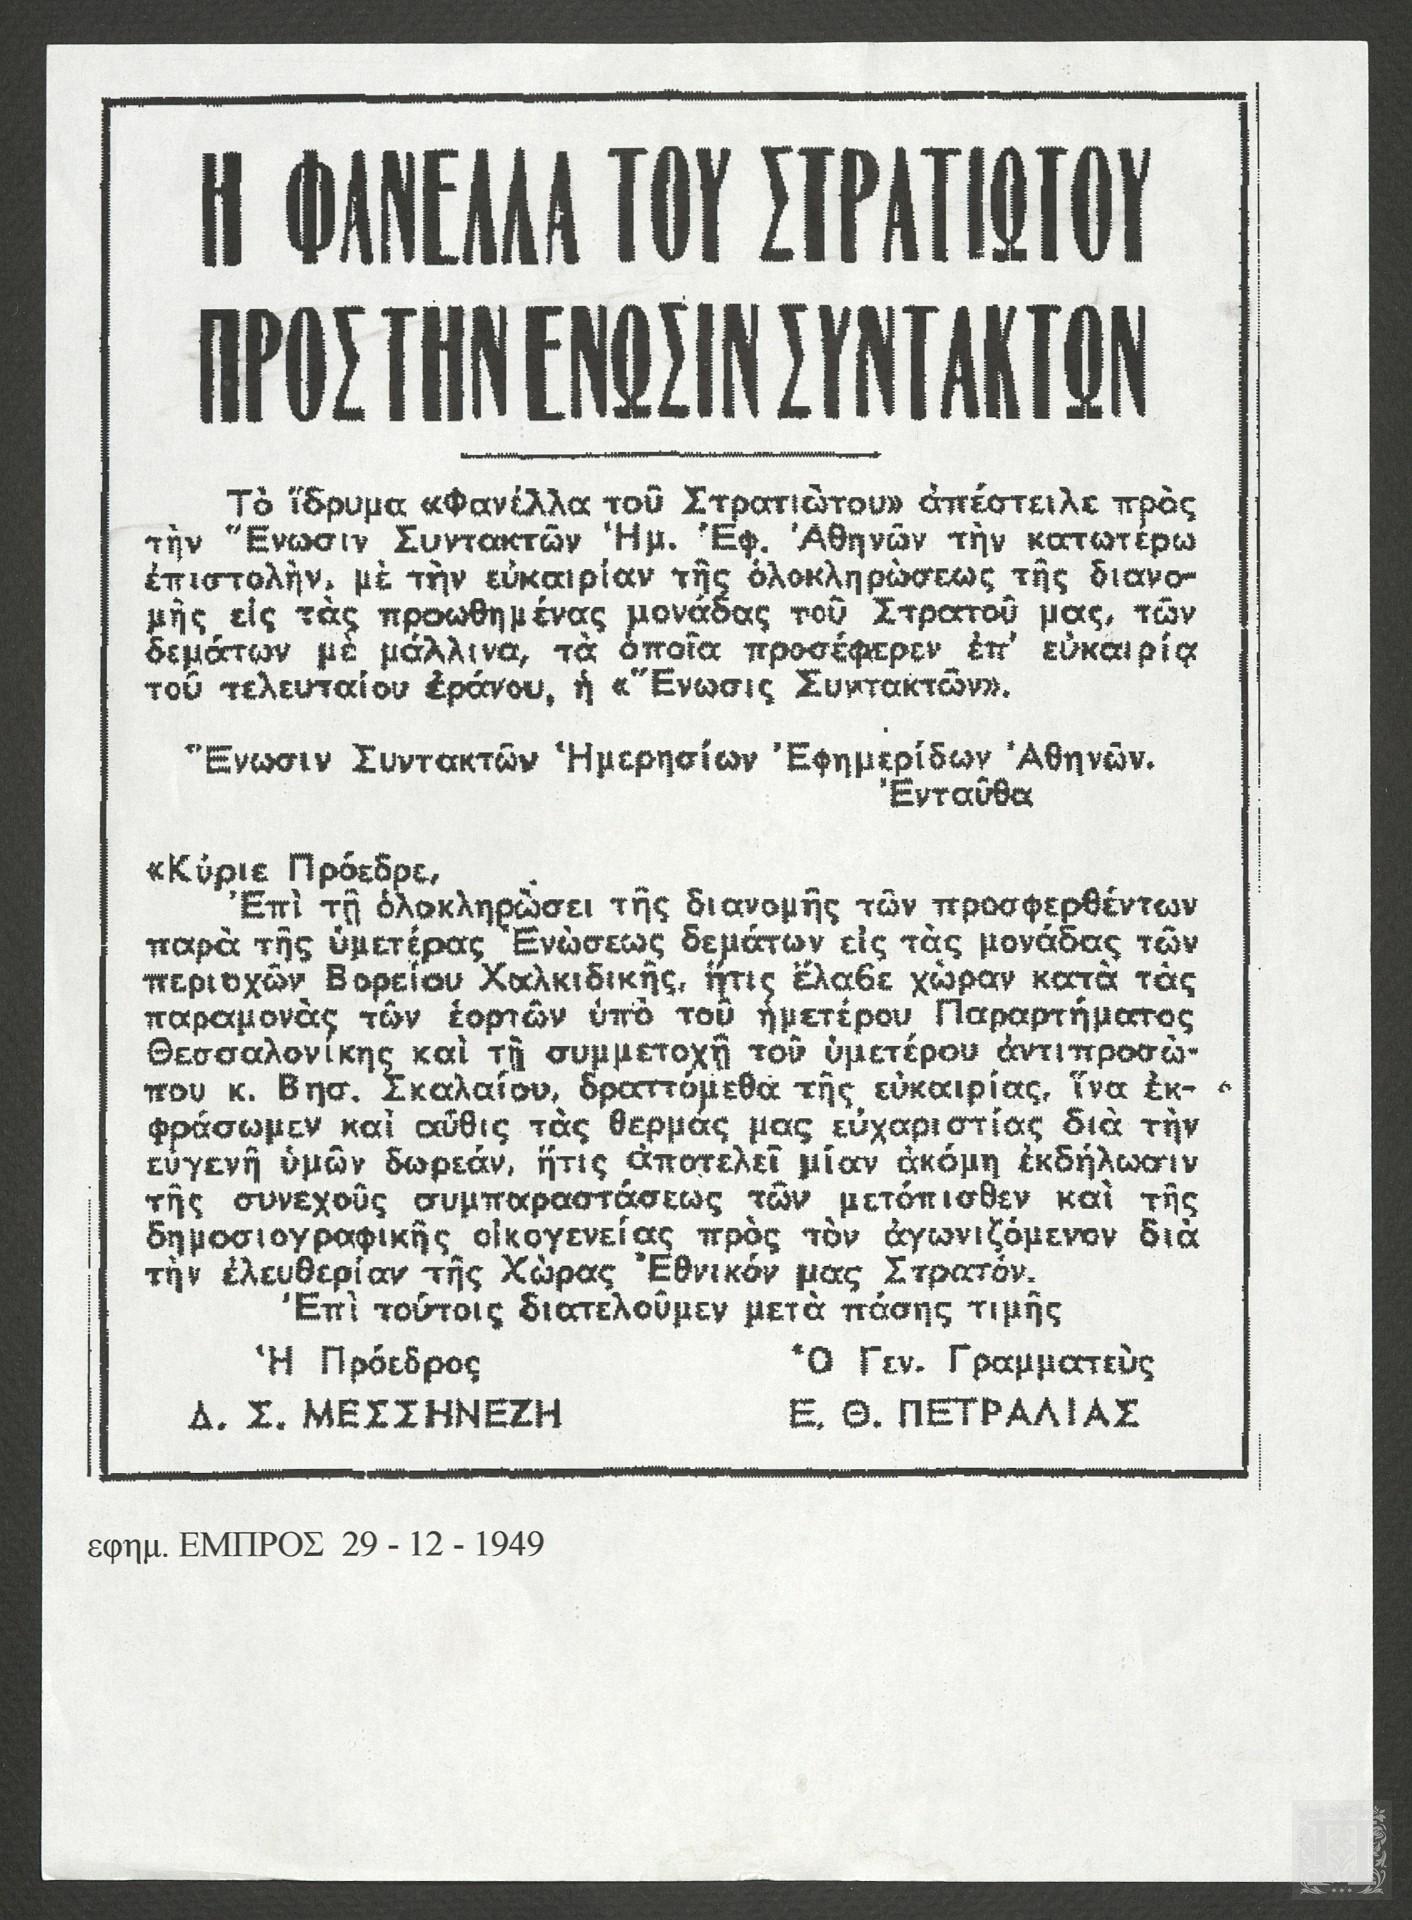 Η ΦΑΝΕΛΛΑ ΤΟΥ ΣΤΡΑΤΙΩΤΟΥ
ΠΡΟΣ ΤΗΝ ΕΝΩΣΙΝ ΣΥΝΤΑΚΤΩΝ
Τὸ ἵδρυμα «Φανέλλα τοῦ Στρατιώτου» ἀπέστειλε πρὸς
τὴν Ἕνωσιν Συντακτῶν Ἡμ. Ἐφ. Ἀθηνῶν τὴν κατωτέρω
ἐπιστολὴν, μὲ τὴν εὐκαιρίαν τῆς ὁλοκληρώσεως τῆς διανο-
μῆς εἰς τὰς προωθημένας μονάδας τοῦ Στρατοῦ μας, τῶν
δεμάτων μὲ μάλλινα, τὰ ὁποῖα προσέφερεν ἐπ' εὐκαιρίᾳ
τοῦ τελευταίου ἐράνου, ἡ «Ἕνωσις Συντακτῶν».
Ἕνωσιν Συντακτῶν Ἡμερησίων Ἐφημερίδων Ἀθηνῶν.
Ἐνταῦθα
«Κύριε Πρόεδρε,
Ἐπὶ τῇ ὁλοκληρώσει τῆς διανομῆς τῶν προσφερθέντων
παρὰ τῆς ὑμετέρας Ἑνώσεως δεμάτων εἰς τὰς μονάδας τῶν
περιοχῶν Βορείου Χαλκιδικῆς, ἥτις ἔλαβε χώραν κατὰ τὰς
παραμονὰς τῶν ἑορτῶν ὑπὸ τοῦ ἡμετέρου Παραρτήματος
Θεσσαλονίκης καὶ τῇ συμμετοχῇ τοῦ ὑμετέρου ἀντιπροσώ-
που κ. Βησ. Σκαλαίου, δραττόμεθα τῆς εὐκαιρίας, ἵνα ἐκ-
φράσωμεν καὶ αὖθις τὰς θερμάς μας εὐχαριστίας διὰ τὴν
εὐγενῆ ὑμῶν δωρεάν, ἥτις ἀποτελεῖ μίαν ἀκόμη ἐκδήλωσιν
τῆς συνεχοῦς συμπαραστάσεως τῶν μετόπισθεν καὶ τῆς
δημοσιογραφικῆς οἰκογενείας πρὸς τὸν ἀγωνιζόμενον διὰ
τὴν ἐλευθερίαν τῆς Χώρας Ἐθνικόν μας Στρατόν.
Ἐπὶ τούτοις διατελοῦμεν μετὰ πάσης τιμῆς
Ἡ Πρόεδρος Ὁ Γεν. Γραμματεὺς
Δ. Σ. ΜΕΣΣΗΝΕΖΗ Ε. Θ. ΠΕΤΡΑΛΙΑΣ
εφημ. ΕΜΠΡΟΣ 29 - 12 - 1949